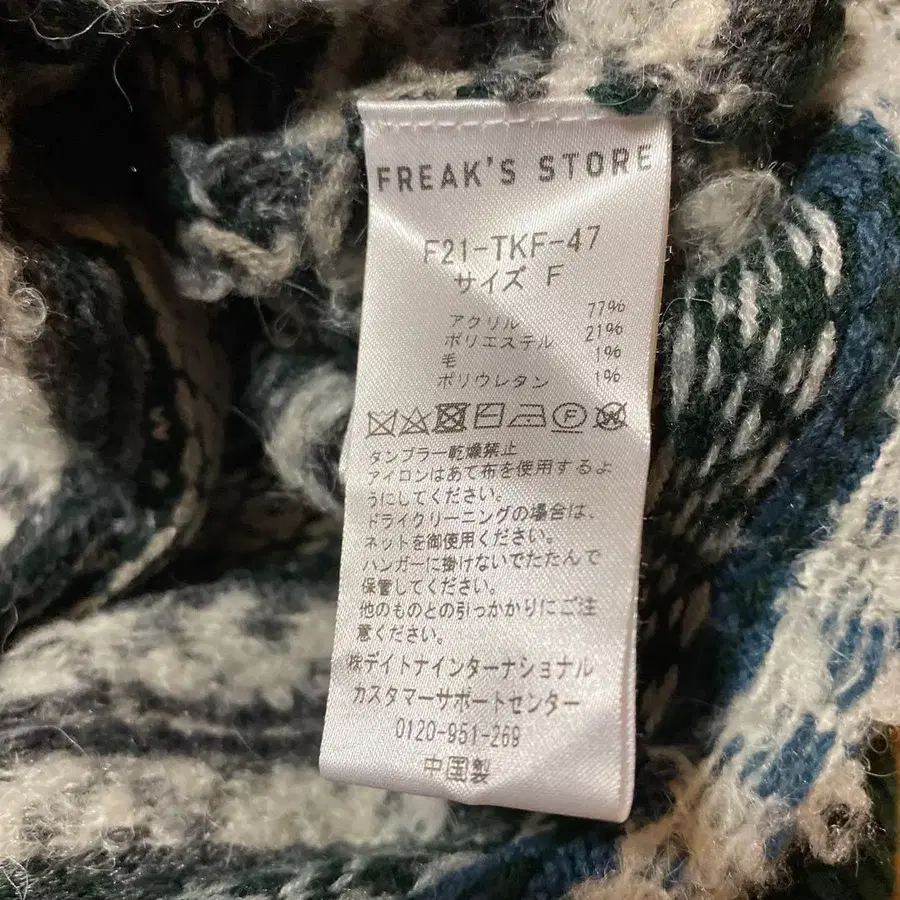 FREAK'S STORE
F21-TKF-47
サイズ F
アクリル 77%
ポリエステル 21%
毛 1%
ポリウレタン 1%
F W
タンブラー乾燥禁止
アイロンはあて布を使用するよ
うにしてください。
ドライクリーニングの場合は、
ネットを御使用ください。
ハンガーに掛けないでたたんで
保管してください。
他のものとの引っかかりにご注
意ください。
㈱デイトナインターナショナル
カスタマーサポートセンター
0120-951-269
中国製